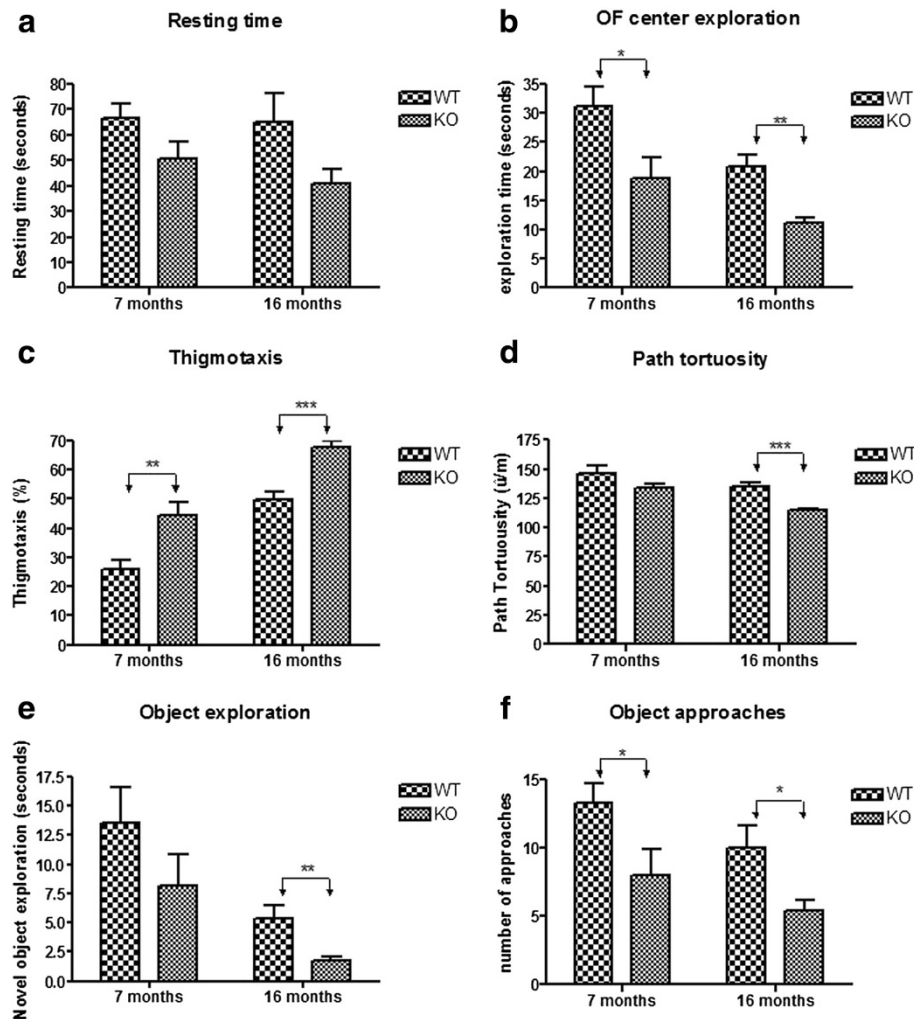 a Resting time
Resting time (seconds)
80
70
60
50
40
30
20
10
0
7 months 16 months
WT
KO
b OF center exploration
exploration time (seconds)
35
30
25
20
15
10
5
0
* **
7 months 16 months
WT
KO
c Thigmotaxis
Thigmotaxis (%)
70
60
50
40
30
20
10
0
** ***
7 months 16 months
WT
KO
d Path tortuosity
Path Tortuousity (ů/m)
175
150
125
100
75
50
25
0
***
7 months 16 months
WT
KO
e Object exploration
Novel object exploration (seconds)
17.5
15.0
12.5
10.0
7.5
5.0
2.5
0.0
**
7 months 16 months
WT
KO
f Object approaches
number of approaches
15
10
5
0
* *
7 months 16 months
WT
KO